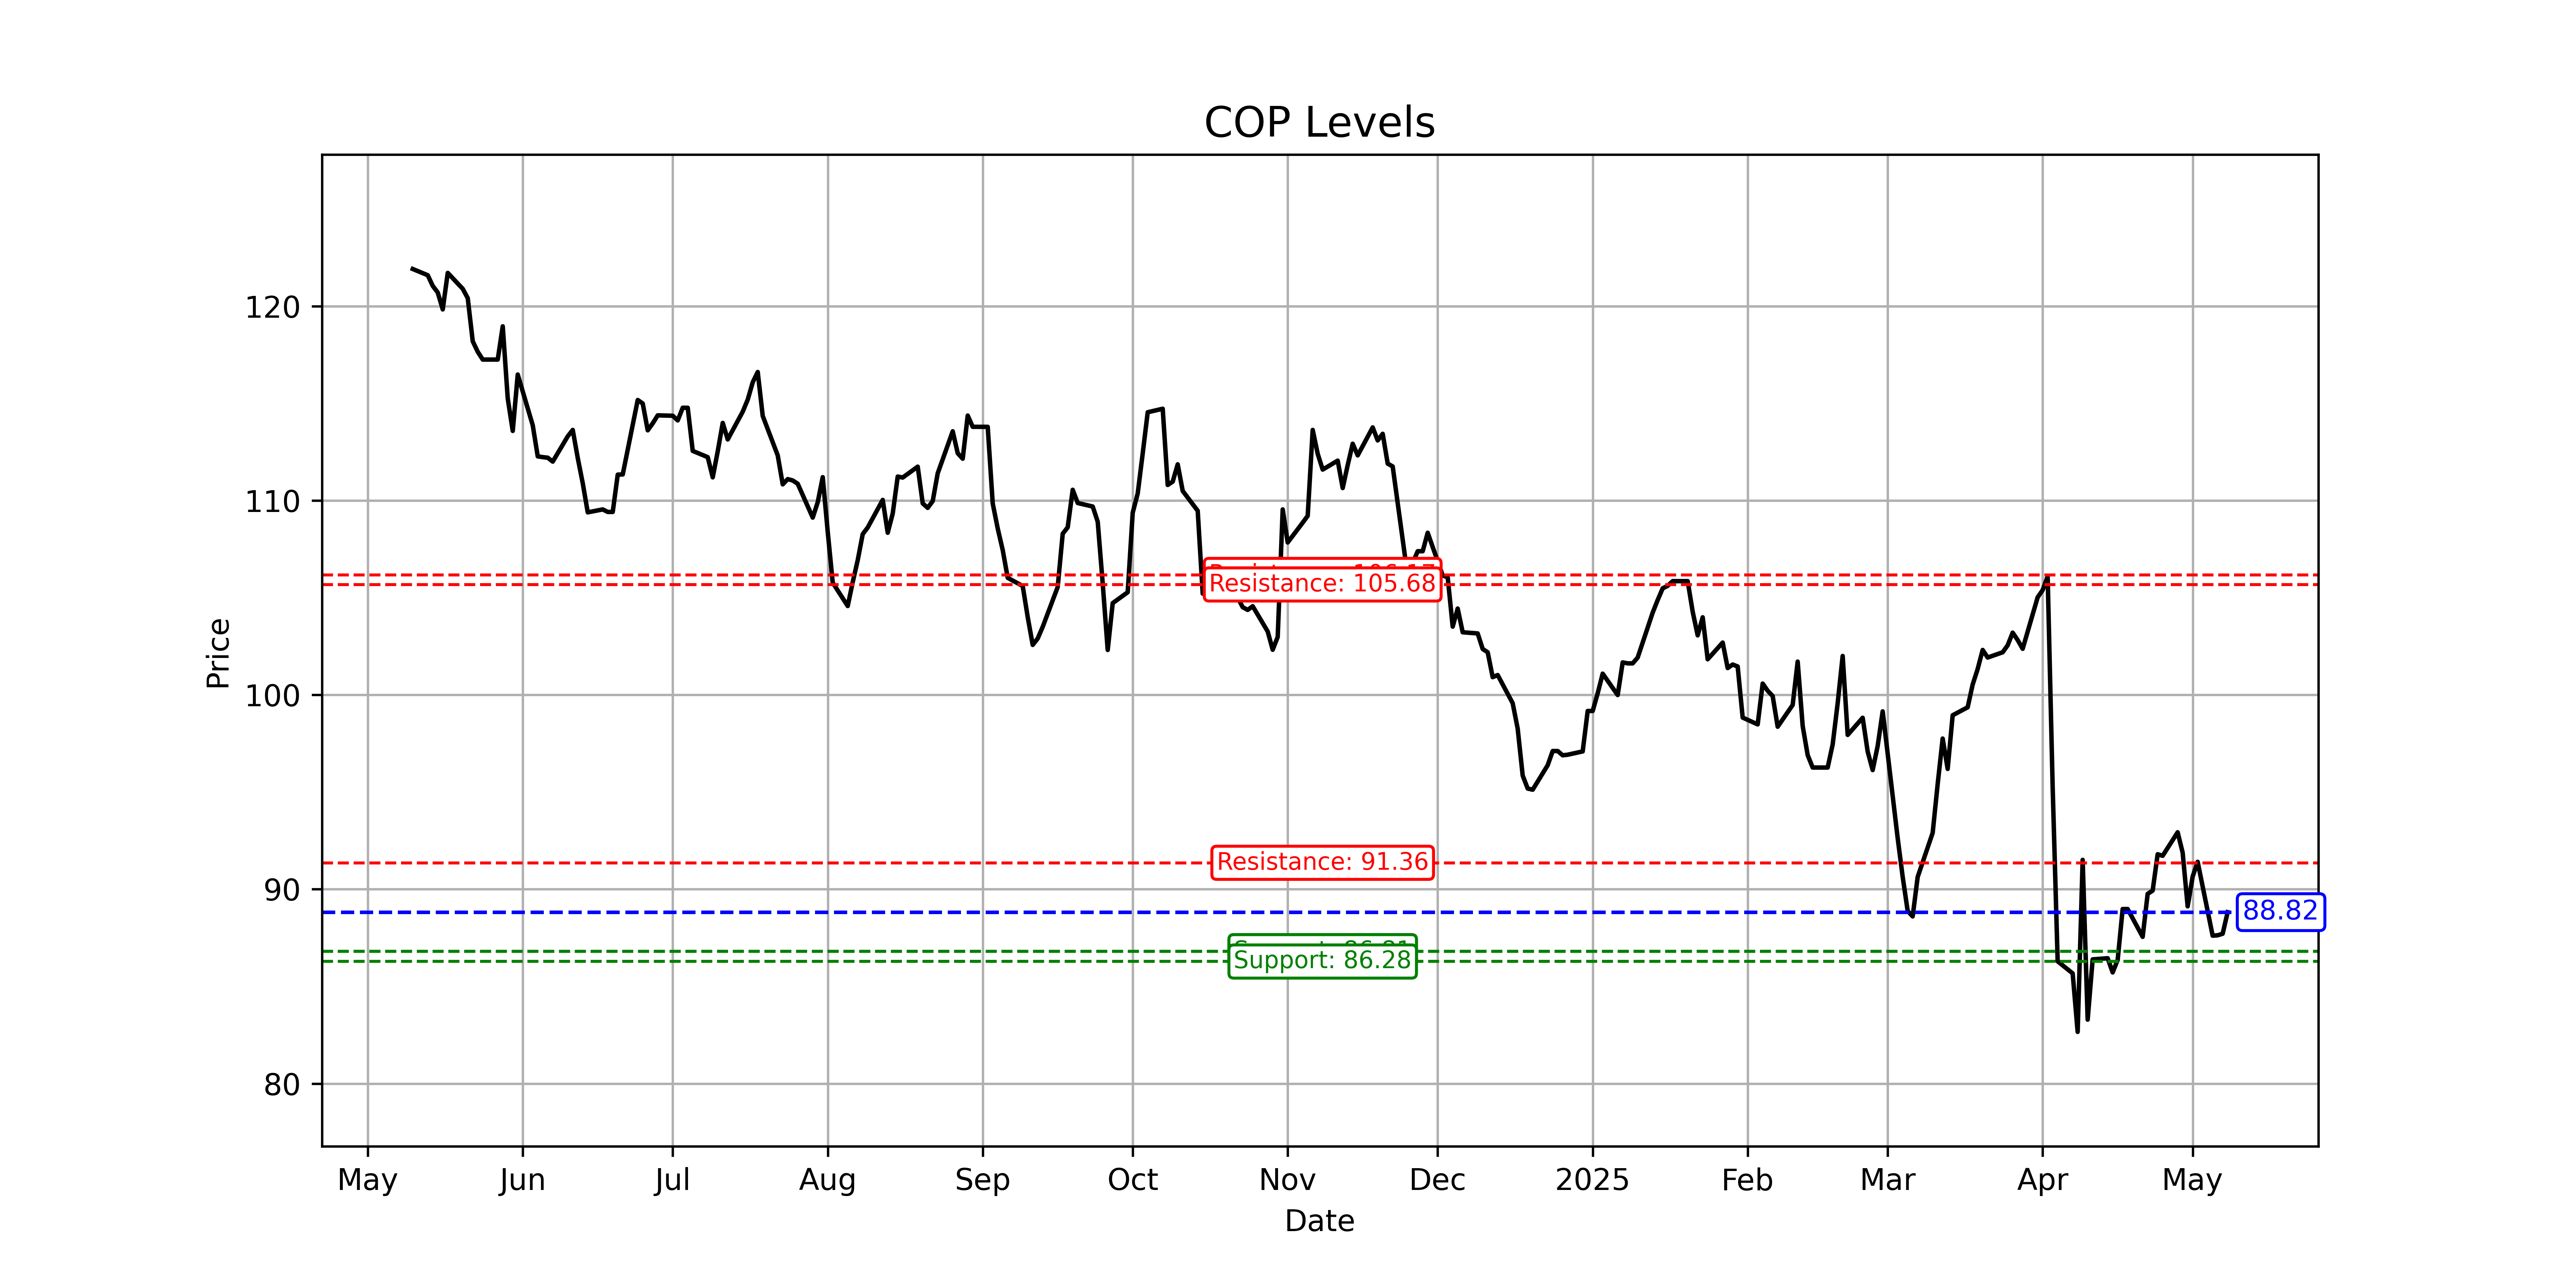 COP Levels
120
110
100
90
80
Price
Resistance: 105.68
Resistance: 91.36
88.82
Support: 86.28
May Jun Jul Aug Sep Oct Nov Dec 2025 Feb Mar Apr May
Date